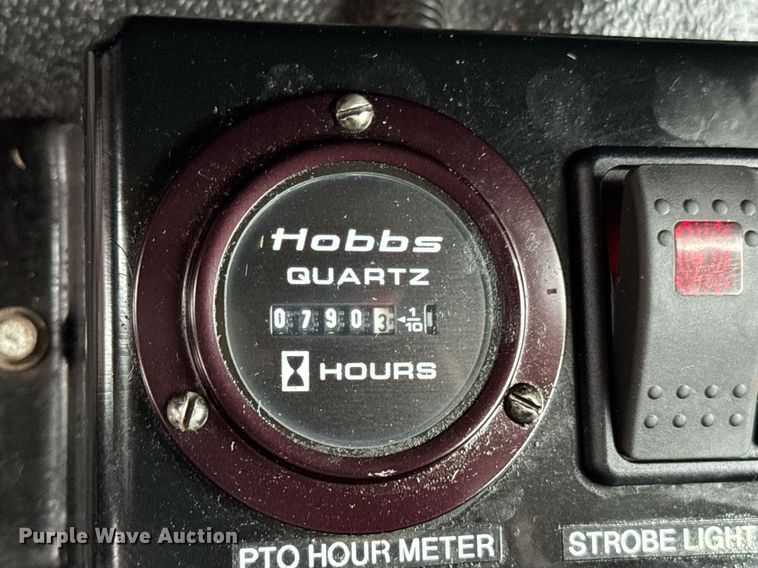 Hobbs
QUARTZ
0790 3 1/10
HOURS
Purple Wave Auction
PTO HOUR METER
STROBE LIGHT